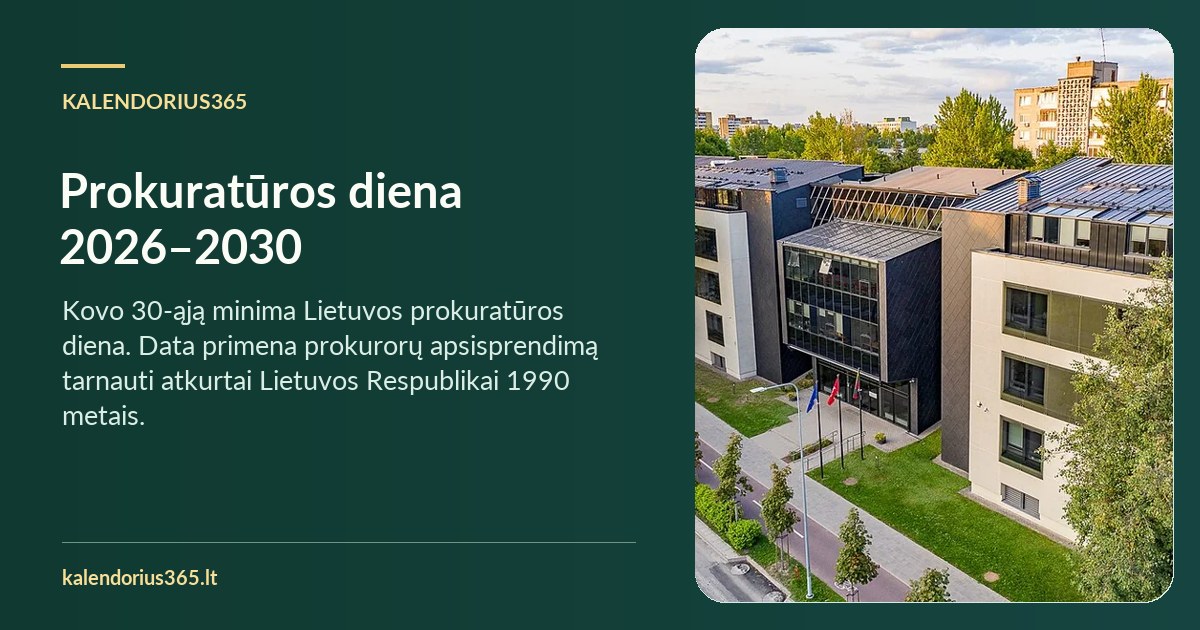 KALENDORIUS365
Prokuratūros diena
2026–2030
Kovo 30-ąją minima Lietuvos prokuratūros
diena. Data primena prokurorų apsisprendimą
tarnauti atkurtai Lietuvos Respublikai 1990
metais.
kalendorius365.lt